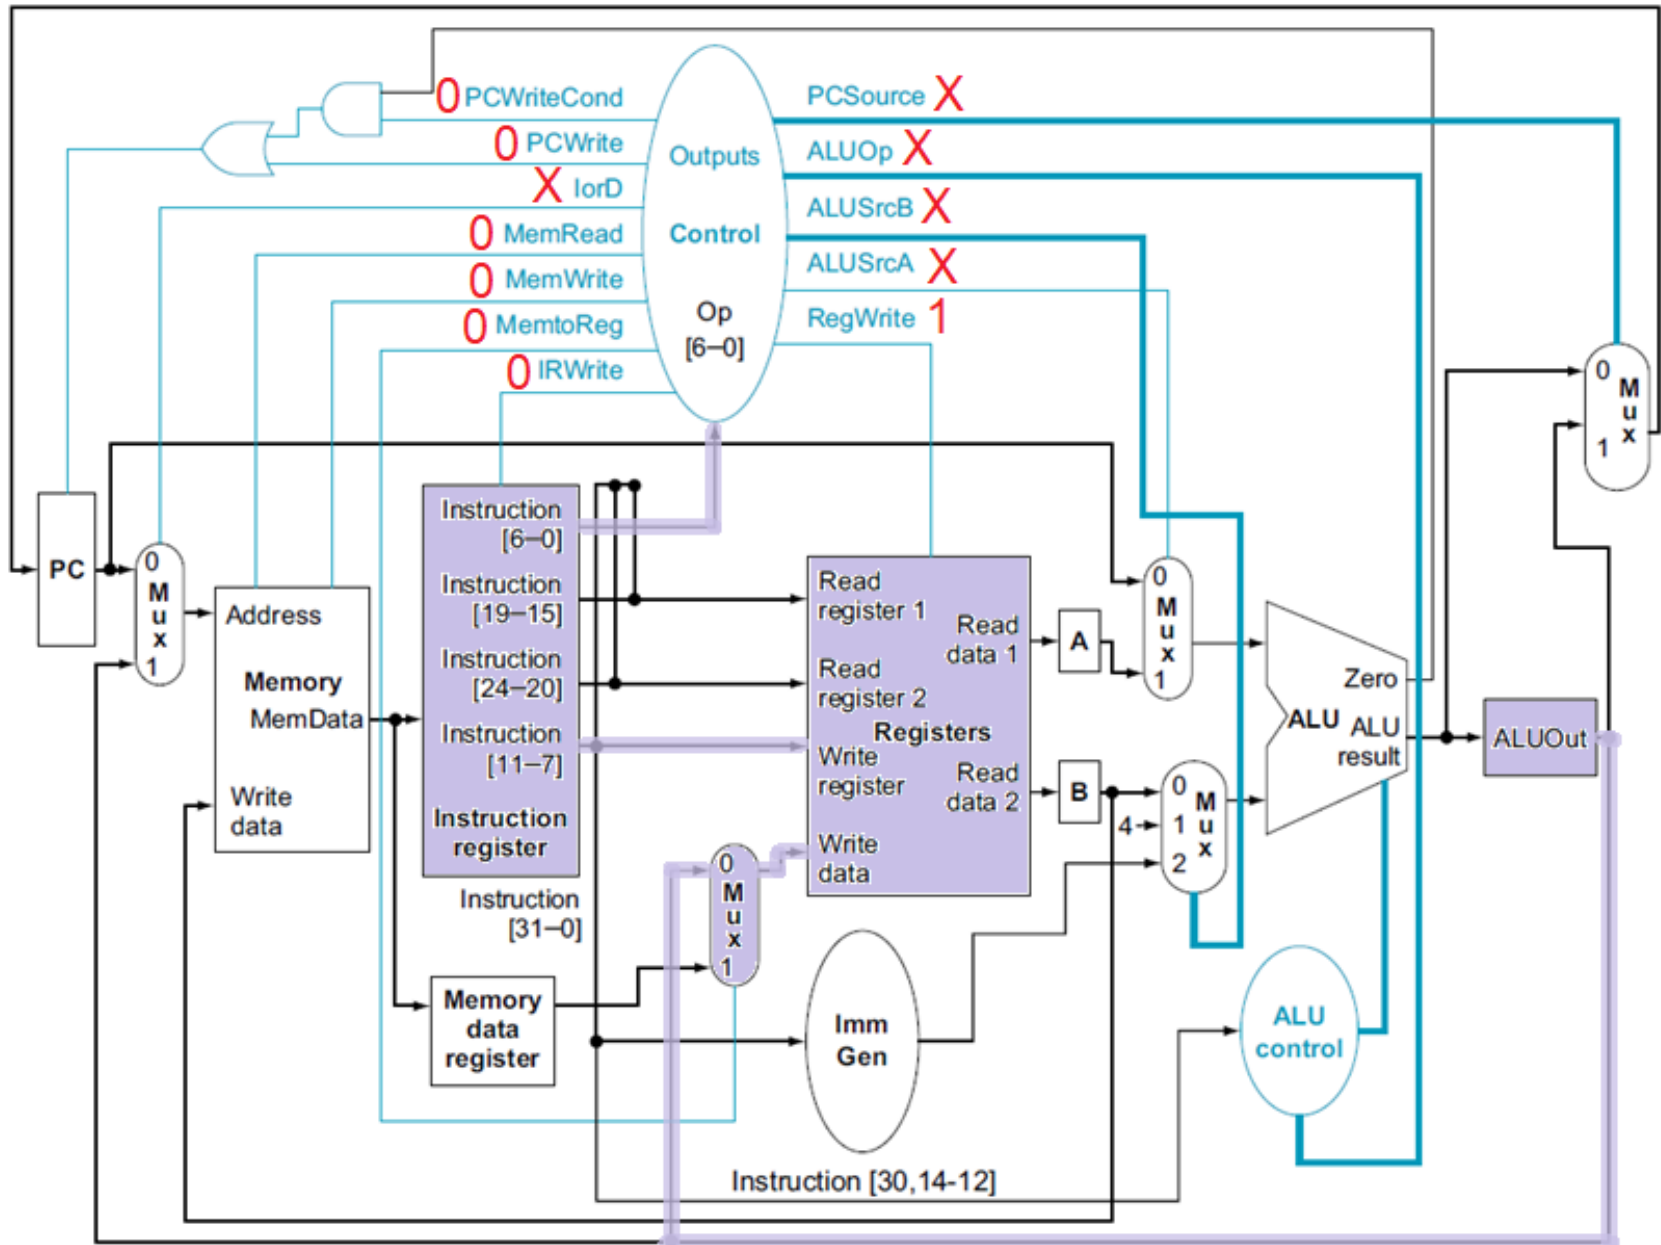 0 PCWriteCond
0 PCWrite
X IorD
0 MemRead
0 MemWrite
0 MemtoReg
0 IRWrite
Outputs
Control
Op
[6–0]
PCSource X
ALUOp X
ALUSrcB X
ALUSrcA X
RegWrite 1
PC
0
M
u
x
1
Address
Memory
MemData
Write
data
Instruction
[6–0]
Instruction
[19–15]
Instruction
[24–20]
Instruction
[11–7]
Instruction
register
Instruction
[31–0]
Memory
data
register
0
M
u
x
1
Read
register 1
Read
register 2
Registers
Write
register
Write
data
Read
data 1
Read
data 2
Imm
Gen
A
B
4
0
M
u
x
1
0
1
2
M
u
x
Zero
ALU
ALU
result
ALUOut
0
M
u
x
1
ALU
control
Instruction [30,14-12]